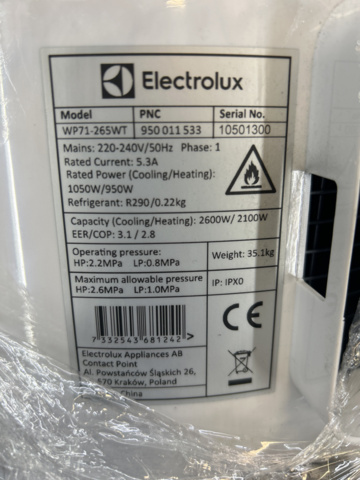 Electrolux
Model PNC Serial No.
WP71-265WT 950 011 533 10501300
Mains: 220-240V/50Hz Phase: 1
Rated Current: 5.3A
Rated Power (Cooling/Heating):
1050W/950W
Refrigerant: R290/0.22kg
Capacity (Cooling/Heating): 2600W/ 2100W
EER/COP: 3.1 / 2.8
Operating pressure:
HP:2.2MPa LP:0.8MPa
Weight: 35.1kg
Maximum allowable pressure
HP:2.6MPa LP:1.0MPa
IP: IPX0
CE
7 332543 681242 >
Electrolux Appliances AB
Contact Point
Al. Powstańców Śląskich 26,
570 Kraków, Poland
China